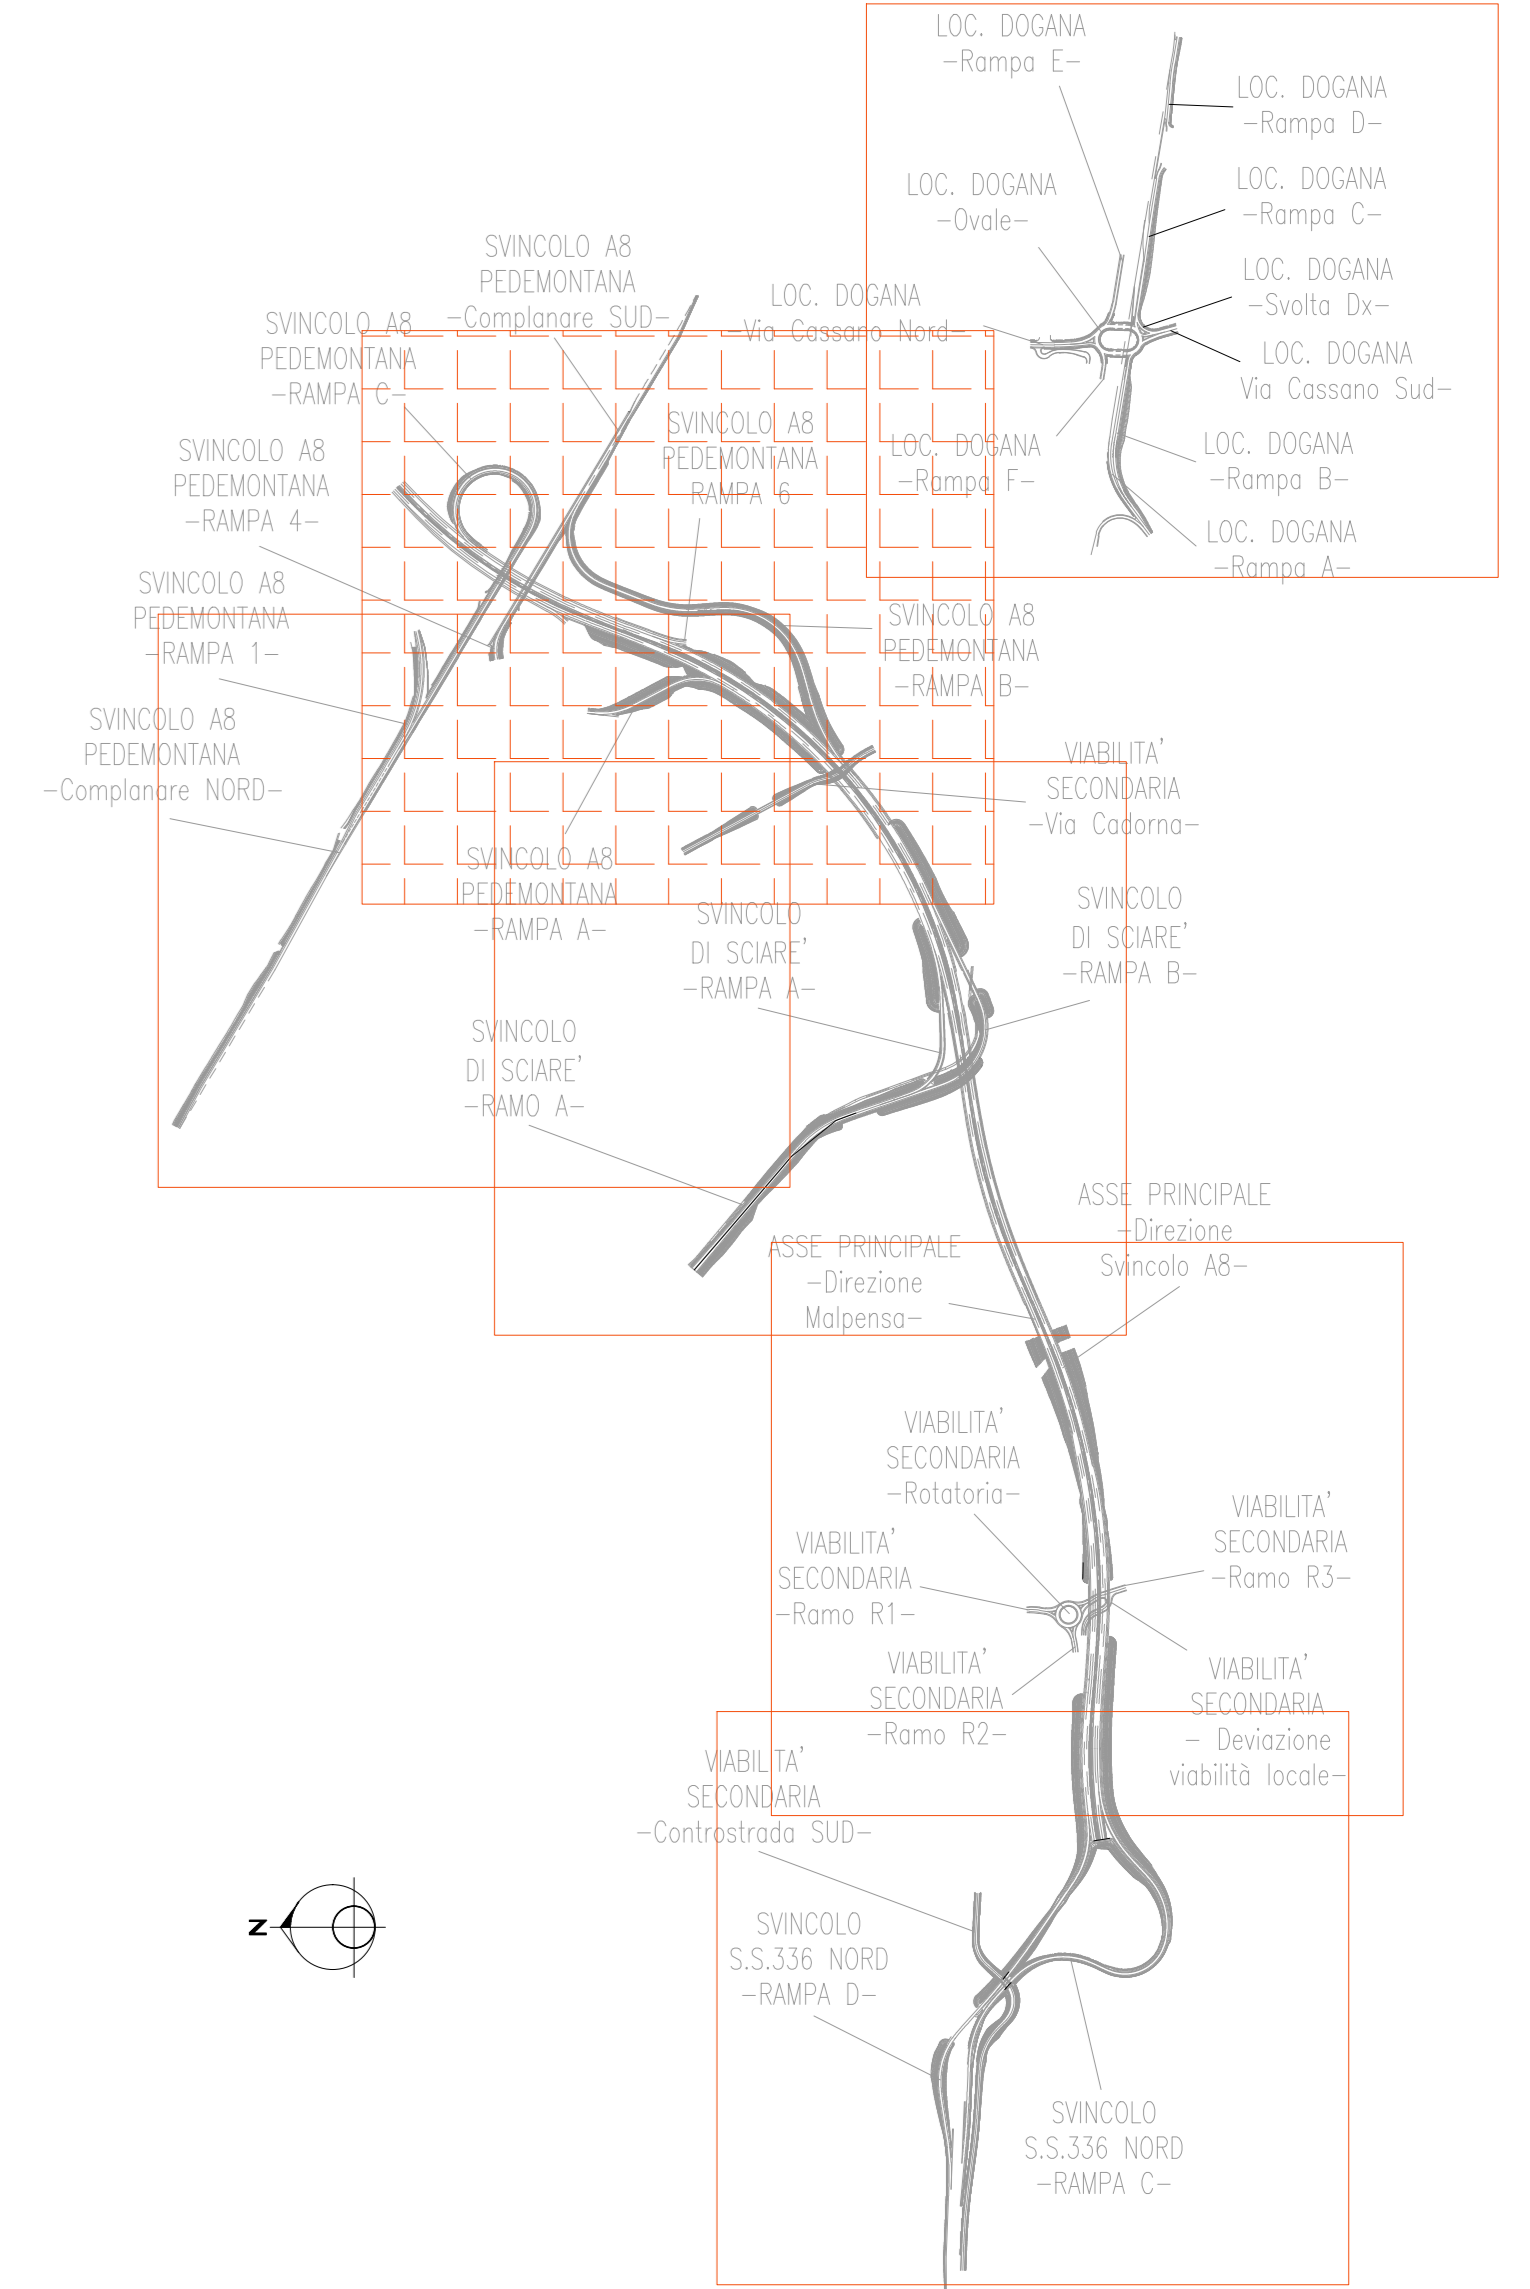 LOC. DOGANA
-Rampa E-
LOC. DOGANA
-Rampa D-
LOC. DOGANA
-Ovale-
LOC. DOGANA
-Rampa C-
SVINCOLO A8
PEDEMONTANA
-Complanare SUD-
LOC. DOGANA
-Via Cassano Nord-
LOC. DOGANA
-Svolta Dx-
SVINCOLO A8
PEDEMONTANA
-RAMPA C-
LOC. DOGANA
Via Cassano Sud-
SVINCOLO A8
PEDEMONTANA
RAMPA 6
LOC. DOGANA
-Rampa F-
LOC. DOGANA
-Rampa B-
SVINCOLO A8
PEDEMONTANA
-RAMPA 4-
LOC. DOGANA
-Rampa A-
SVINCOLO A8
PEDEMONTANA
-RAMPA 1-
SVINCOLO A8
PEDEMONTANA
-RAMPA B-
SVINCOLO A8
PEDEMONTANA
-Complanare NORD-
VIABILITA'
SECONDARIA
-Via Cadorna-
SVINCOLO A8
PEDEMONTANA
-RAMPA A-
SVINCOLO
DI SCIARE'
-RAMPA A-
SVINCOLO
DI SCIARE'
-RAMPA B-
SVINCOLO
DI SCIARE'
-RAMO A-
ASSE PRINCIPALE
-Direzione
Svincolo A8-
ASSE PRINCIPALE
-Direzione
Malpensa-
VIABILITA'
SECONDARIA
-Rotatoria-
VIABILITA'
SECONDARIA
-Ramo R3-
VIABILITA'
SECONDARIA
-Ramo R1-
VIABILITA'
SECONDARIA
-Ramo R2-
VIABILITA'
SECONDARIA
- Deviazione
viabilità locale-
VIABILITA'
SECONDARIA
-Controstrada SUD-
N
SVINCOLO
S.S.336 NORD
-RAMPA D-
SVINCOLO
S.S.336 NORD
-RAMPA C-